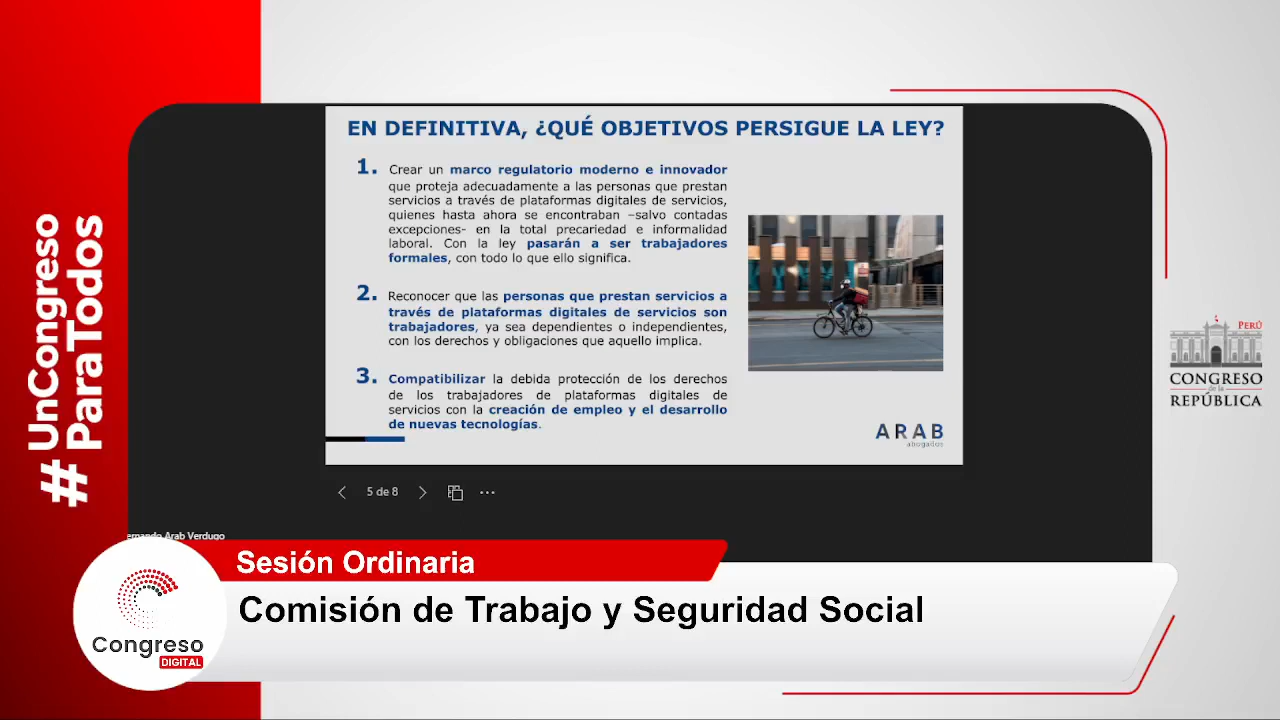 #UnCongreso
ParaTodos
EN DEFINITIVA, ¿QUÉ OBJETIVOS PERSIGUE LA LEY?
1. Crear un marco regulatorio moderno e innovador
que proteja adecuadamente a las personas que prestan
servicios a través de plataformas digitales de servicios,
quienes hasta ahora se encontraban –salvo contadas
excepciones- en la total precariedad e informalidad
laboral. Con la ley pasarán a ser trabajadores
formales, con todo lo que ello significa.
2. Reconocer que las personas que prestan servicios a
través de plataformas digitales de servicios son
trabajadores, ya sea dependientes o independientes,
con los derechos y obligaciones que aquello implica.
3. Compatibilizar la debida protección de los derechos
de los trabajadores de plataformas digitales de
servicios con la creación de empleo y el desarrollo
de nuevas tecnologías.
ARAB
abogados
5 de 8
ernando Arab Verdugo
PERÚ
CONGRESO
de la
REPÚBLICA
Sesión Ordinaria
Comisión de Trabajo y Seguridad Social
Congreso
DIGITAL